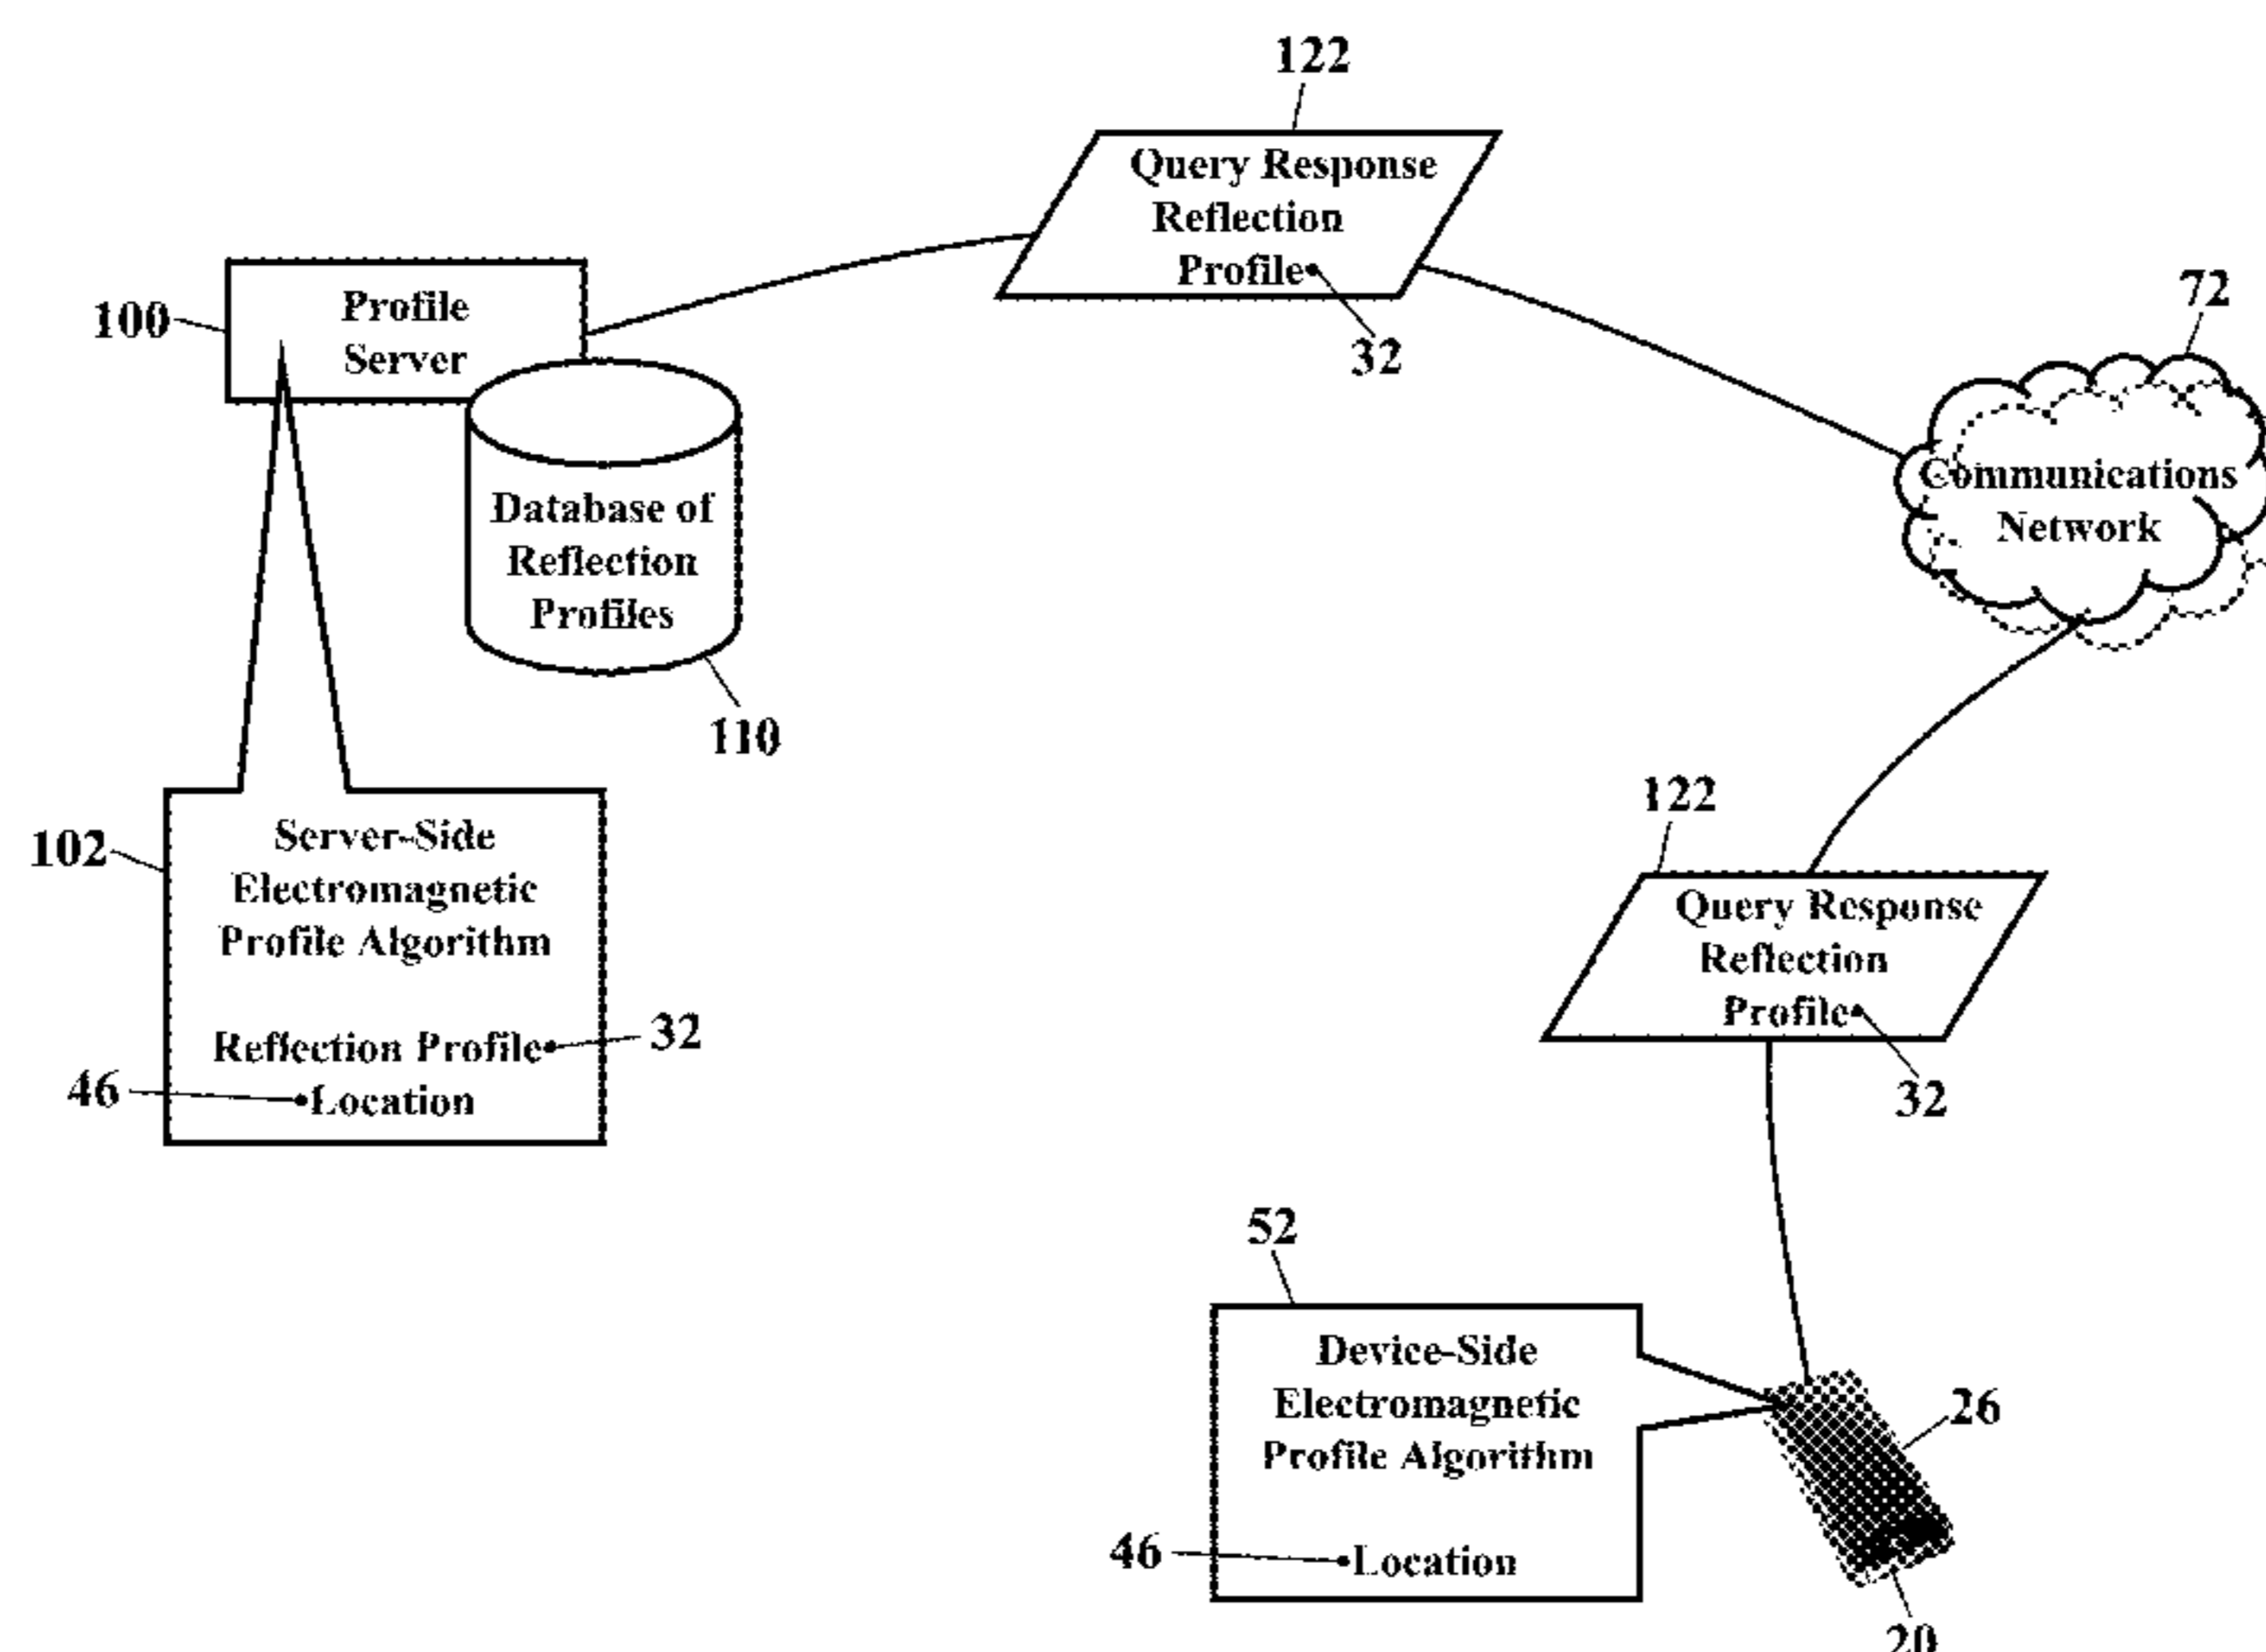 122
Query Response
Reflection
Profile
32
72
Communications
Network
100
Profile
Server
Database of
Reflection
Profiles
110
102
Server-Side
Electromagnetic
Profile Algorithm
Reflection Profile
32
46
Location
122
Query Response
Reflection
Profile
32
52
Device-Side
Electromagnetic
Profile Algorithm
46
Location
26
20